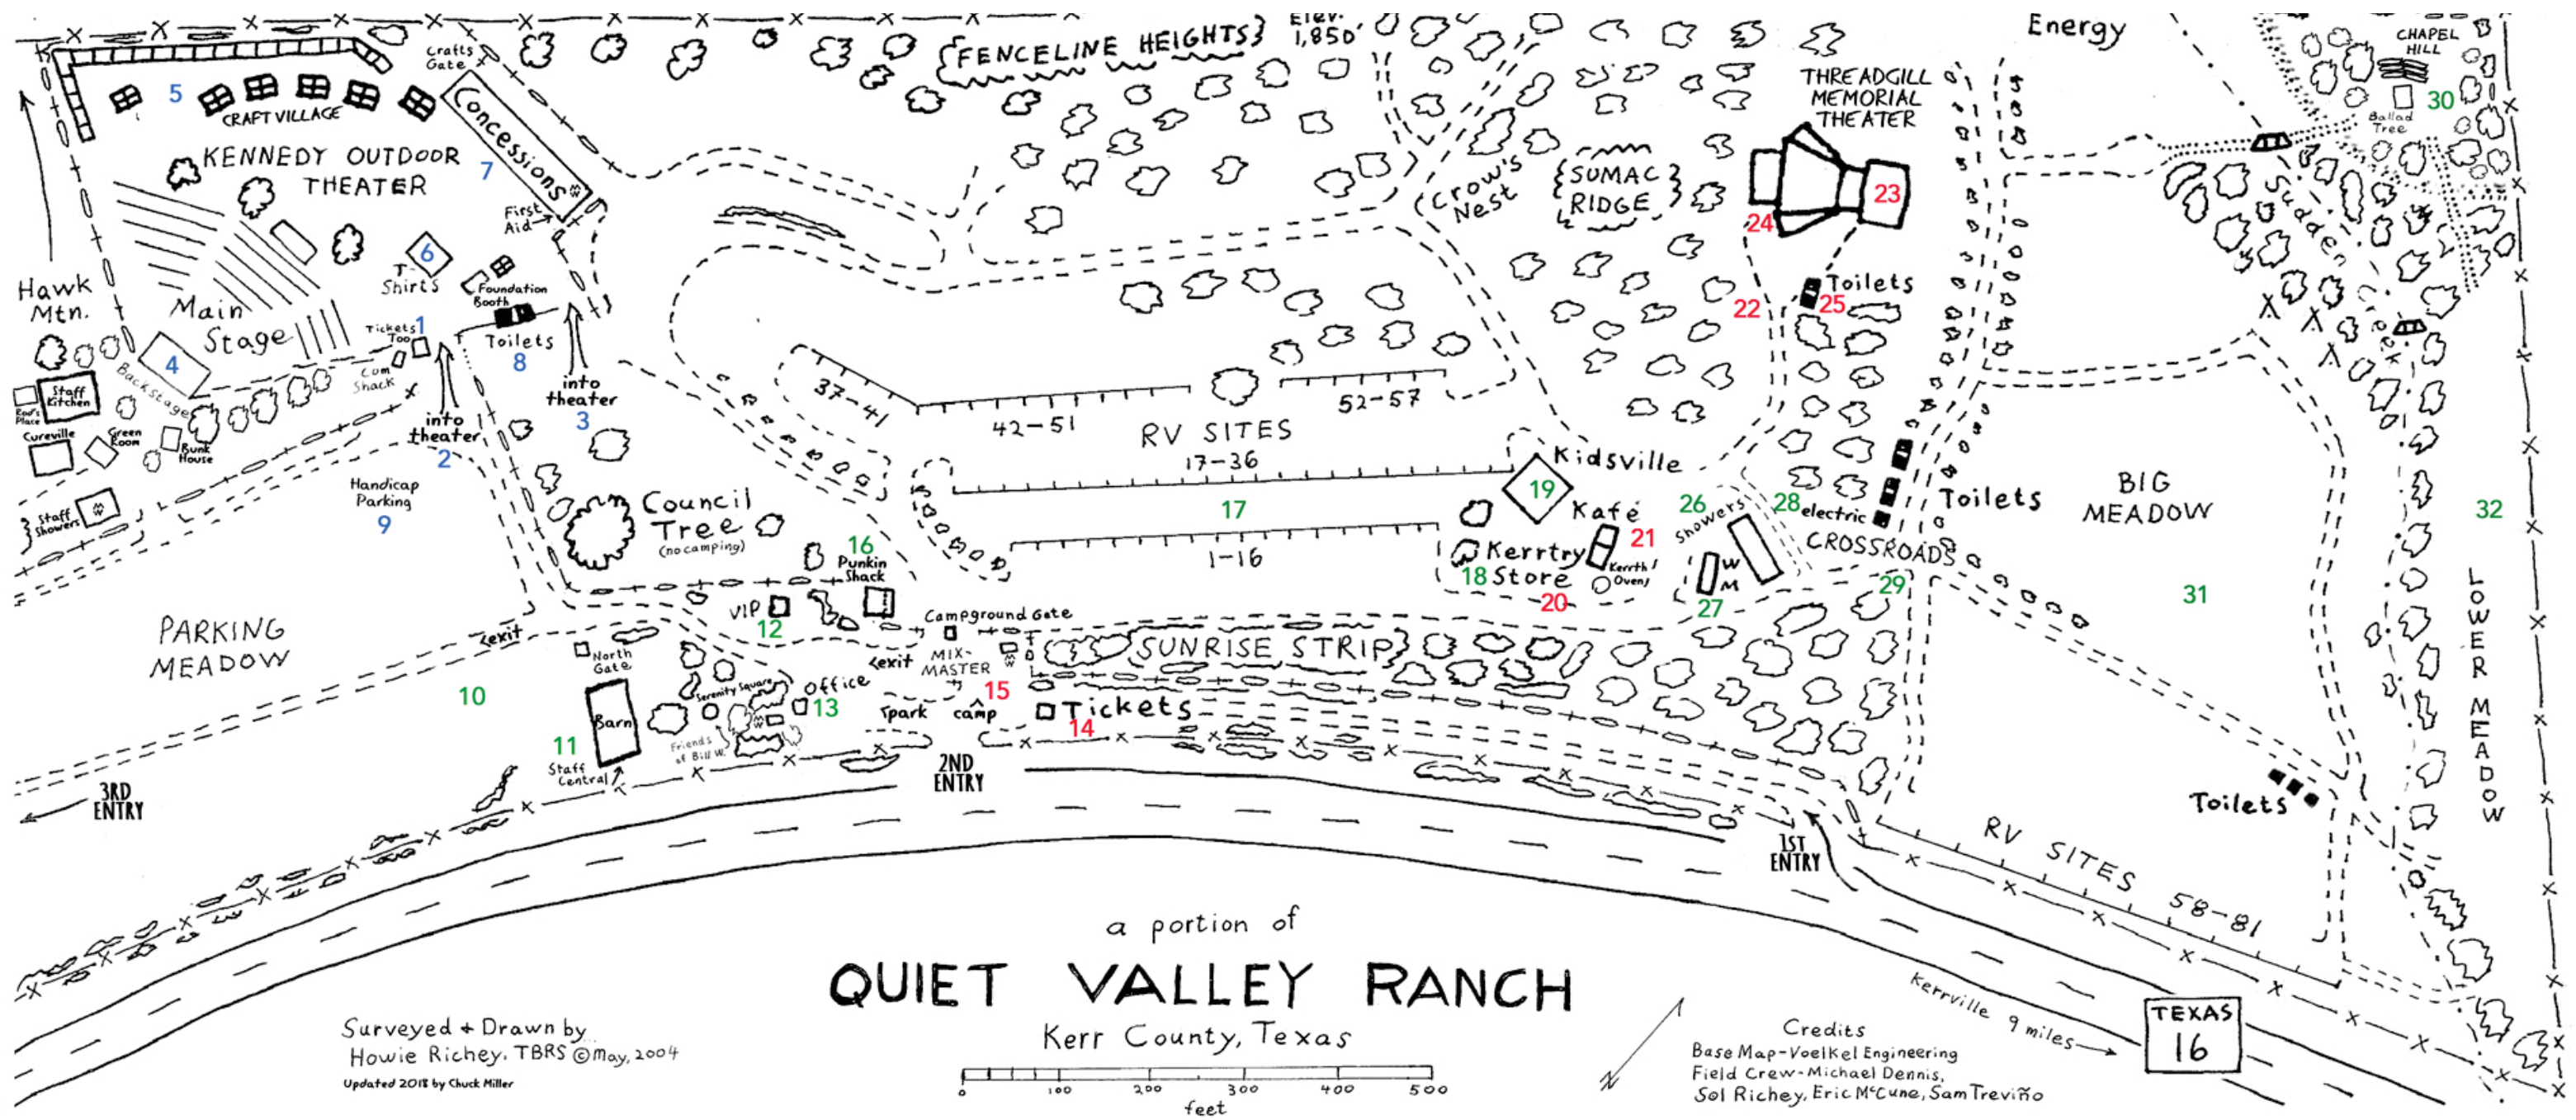 Crafts
Gate
{FENCELINE HEIGHTS}
Elev.
1,850'
Energy
CHAPEL
HILL
30
Ballad
Tree
5
CRAFT VILLAGE
Concessions
7
KENNEDY OUTDOOR
THEATER
First
Aid
6
T-
Shirts
Foundation
Booth
Hawk
Mtn.
Main
Stage
4
Backstage
Tickets
Too
1
Com
Shack
Toilets
8
into
theater
3
into
theater
2
Staff
Kitchen
Rod's
Place
Cureville
Green
Room
Bunk
House
Staff
Showers
M
W
Handicap
Parking
9
Crow's
Nest
{SUMAC
RIDGE}
THREADGILL
MEMORIAL
THEATER
23
24
22
Toilets
25
Sudden
Creek
37-41
42-51
52-57
RV SITES
17-36
17
1-16
Kidsville
19
Kafé
21
Kerrtry
Store
18
20
Kerrth
Oven
26
Showers
W
M
27
28
electric
Toilets
CROSSROADS
29
BIG
MEADOW
31
32
LOWER MEADOW
Council
Tree
(no camping)
16
Punkin
Shack
VIP
12
Campground Gate
PARKING
MEADOW
<exit
North
Gate
10
Barn
11
Staff
Central
Serenity Square
Friends
of Bill W.
M
W
Office
13
<exit
MIX-
MASTER
M
W
15
park
camp
Tickets
14
SUNRISE STRIP}
3RD
ENTRY
2ND
ENTRY
1ST
ENTRY
Toilets
RV SITES 58-81
a portion of
QUIET VALLEY RANCH
Kerr County, Texas
0 100 200 300 400 500
feet
Surveyed + Drawn by
Howie Richey, TBRS © May, 2004
Updated 2018 by Chuck Miller
N
Kerrville 9 miles
TEXAS
16
Credits
Base Map-Voelkel Engineering
Field Crew-Michael Dennis,
Sol Richey, Eric McCune, Sam Treviño